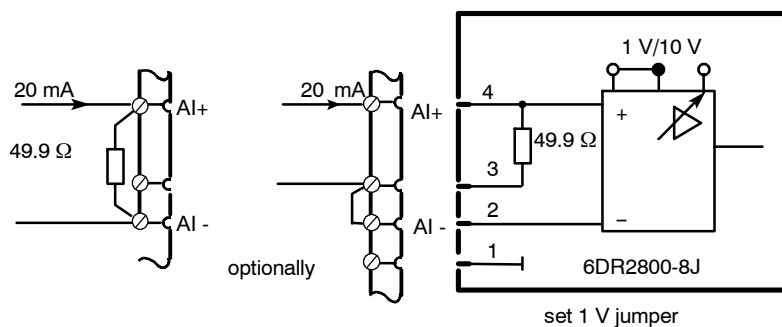 1 V/10 V
20 mA
AI+
49.9 Ω
AI -
optionally
20 mA
AI+
AI -
4
3
2
1
+
−
49.9 Ω
6DR2800-8J
set 1 V jumper